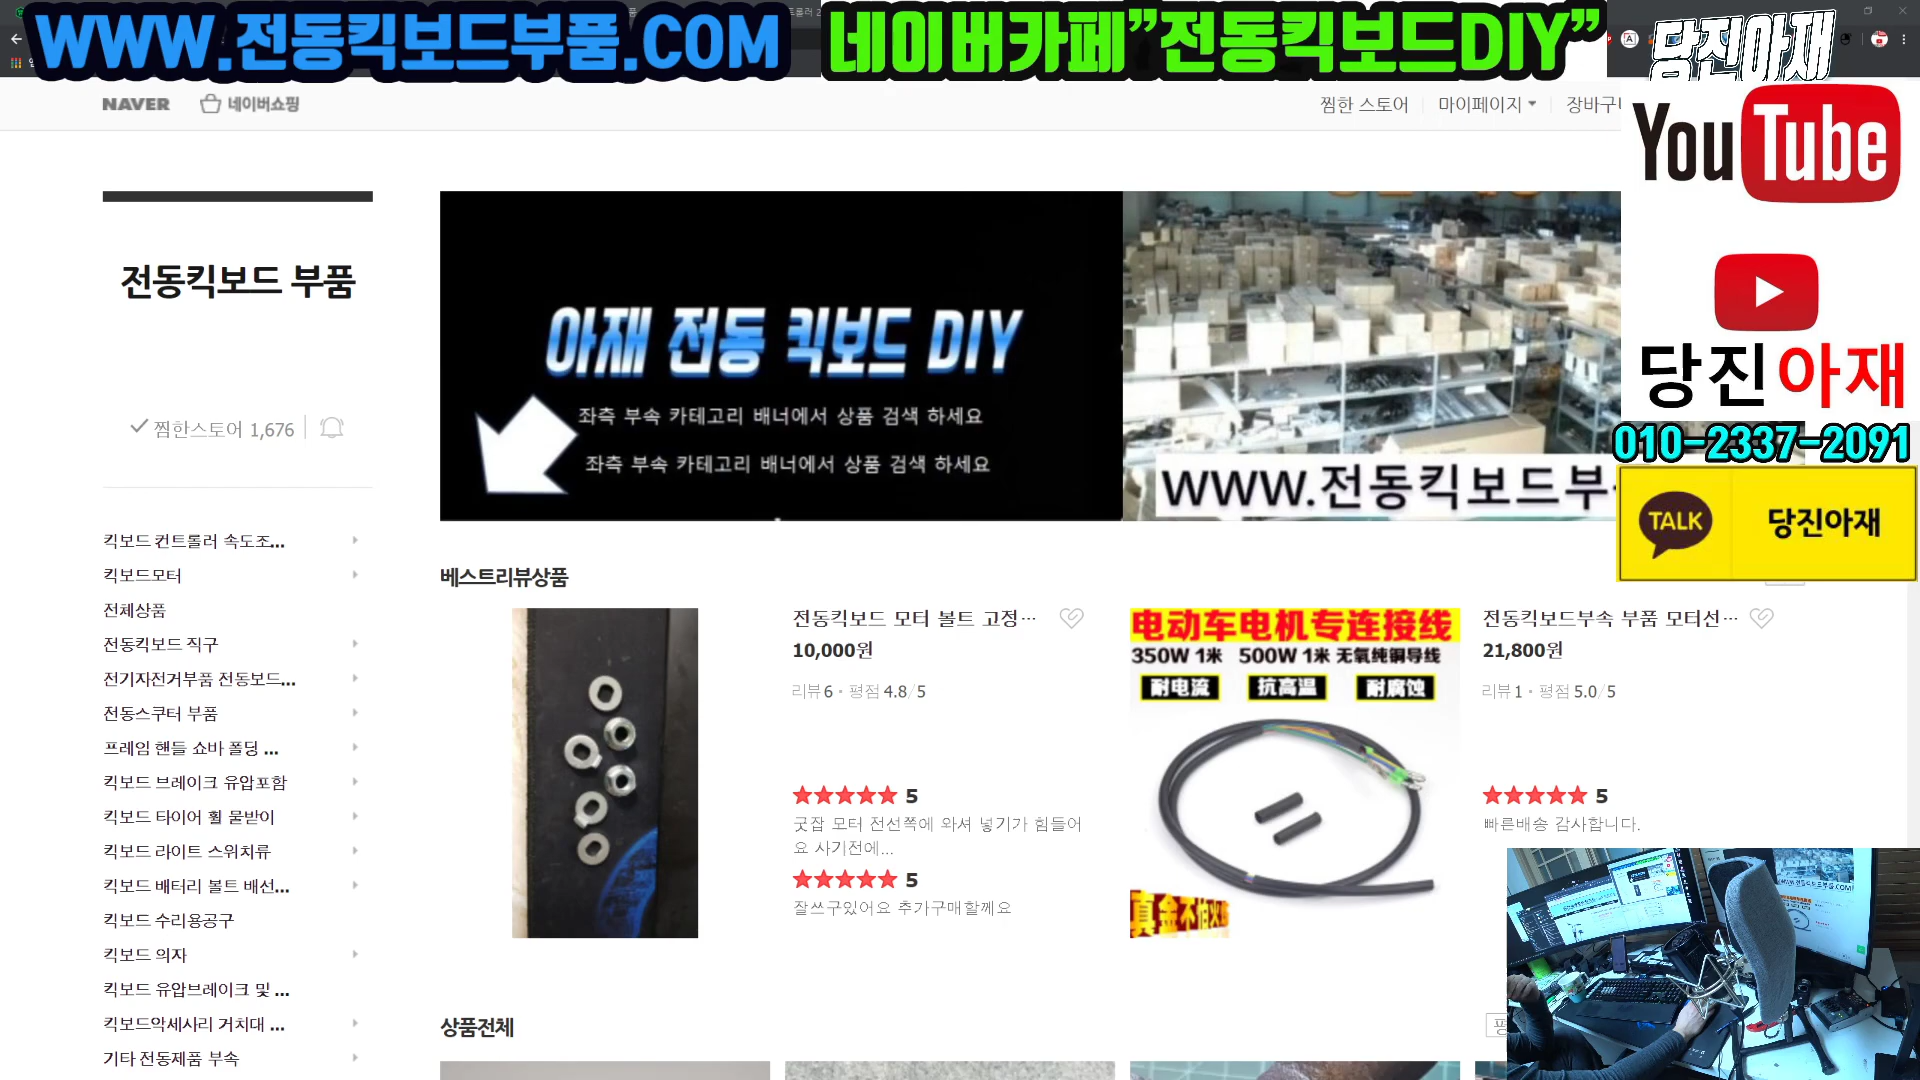 WWW.전동킥보드부품.COM
네이버카페"전동킥보드DIY"
당진아재
NAVER 네이버쇼핑
찜한 스토어
마이페이지
장바구니
YouTube
전동킥보드 부품
아재 전동 킥보드 DIY
좌측 부속 카테고리 배너에서 상품 검색 하세요
좌측 부속 카테고리 배너에서 상품 검색 하세요
WWW.전동킥보드부
당진아재
010-2337-2091
TALK 당진아재
찜한스토어 1,676
킥보드 컨트롤러 속도조...
킥보드모터
전체상품
전동킥보드 직구
전기자전거부품 전동보드...
전동스쿠터 부품
프레임 핸들 쇼바 폴딩 ...
킥보드 브레이크 유압포함
킥보드 타이어 휠 물받이
킥보드 라이트 스위치류
킥보드 배터리 볼트 배선...
킥보드 수리용공구
킥보드 의자
킥보드 유압브레이크 및 ...
킥보드악세사리 거치대 ...
기타 전동제품 부속
베스트리뷰상품
전동킥보드 모터 볼트 고정…
10,000원
리뷰 6 · 평점 4.8/5
5
굿잡 모터 전선쪽에 와셔 넣기가 힘들어
요 사기전에...
5
잘쓰구있어요 추가구매할께요
电动车电机专连接线
350W 1米 500W 1米 无氧纯铜导线
耐电流 抗高温 耐腐蚀
真金不怕火
전동킥보드부속 부품 모터선…
21,800원
리뷰 1 · 평점 5.0/5
5
빠른배송 감사합니다.
상품전체